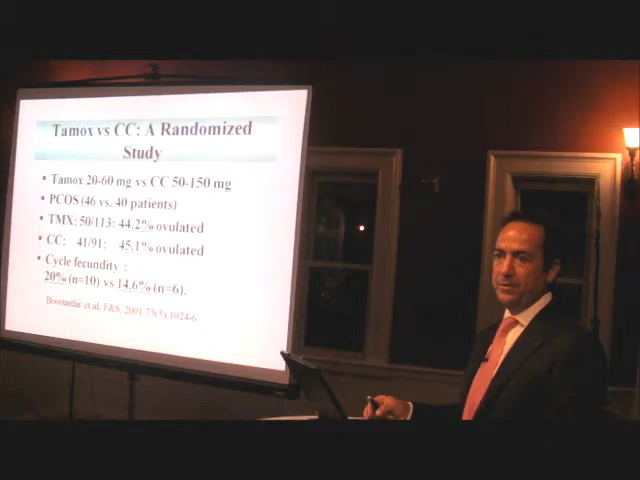 Tamox vs CC: A Randomized
Study
• Tamox 20-60 mg vs CC 50-150 mg
• PCOS (46 vs. 40 patients)
• TMX: 50/113: 44.2% ovulated
• CC: 41/91: 45.1% ovulated
• Cycle fecundity :
20% (n=10) vs 14.6% (n=6).
et al, F&S, 2001,75(5),1024-6